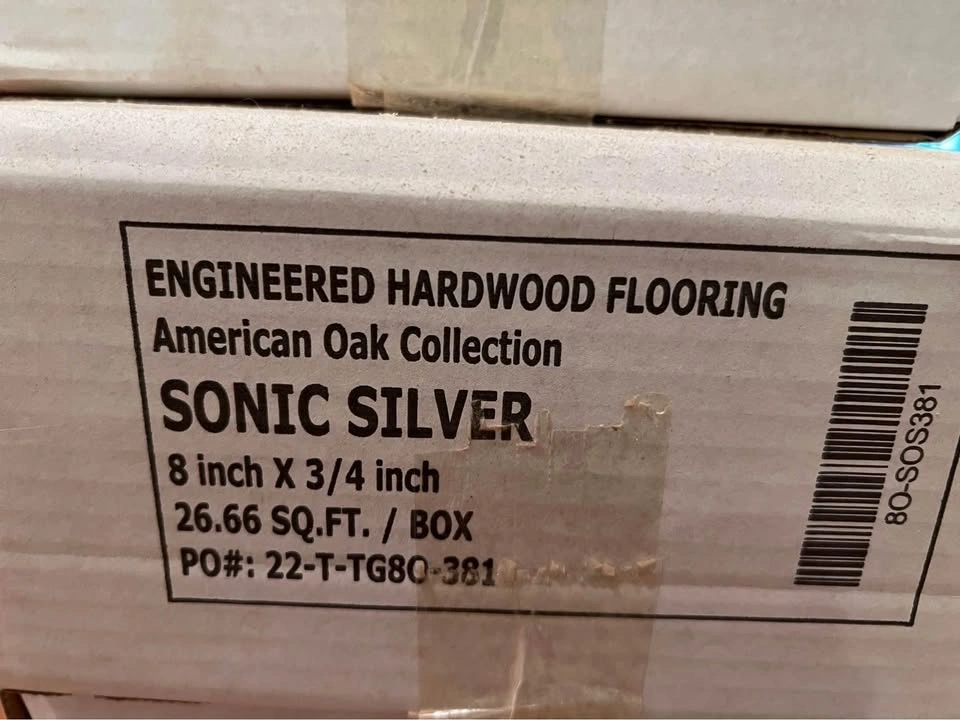 ENGINEERED HARDWOOD FLOORING
American Oak Collection
SONIC SILVER
8 inch X 3/4 inch
26.66 SQ.FT. / BOX
PO#: 22-T-TG8O-381
8O-SOS381